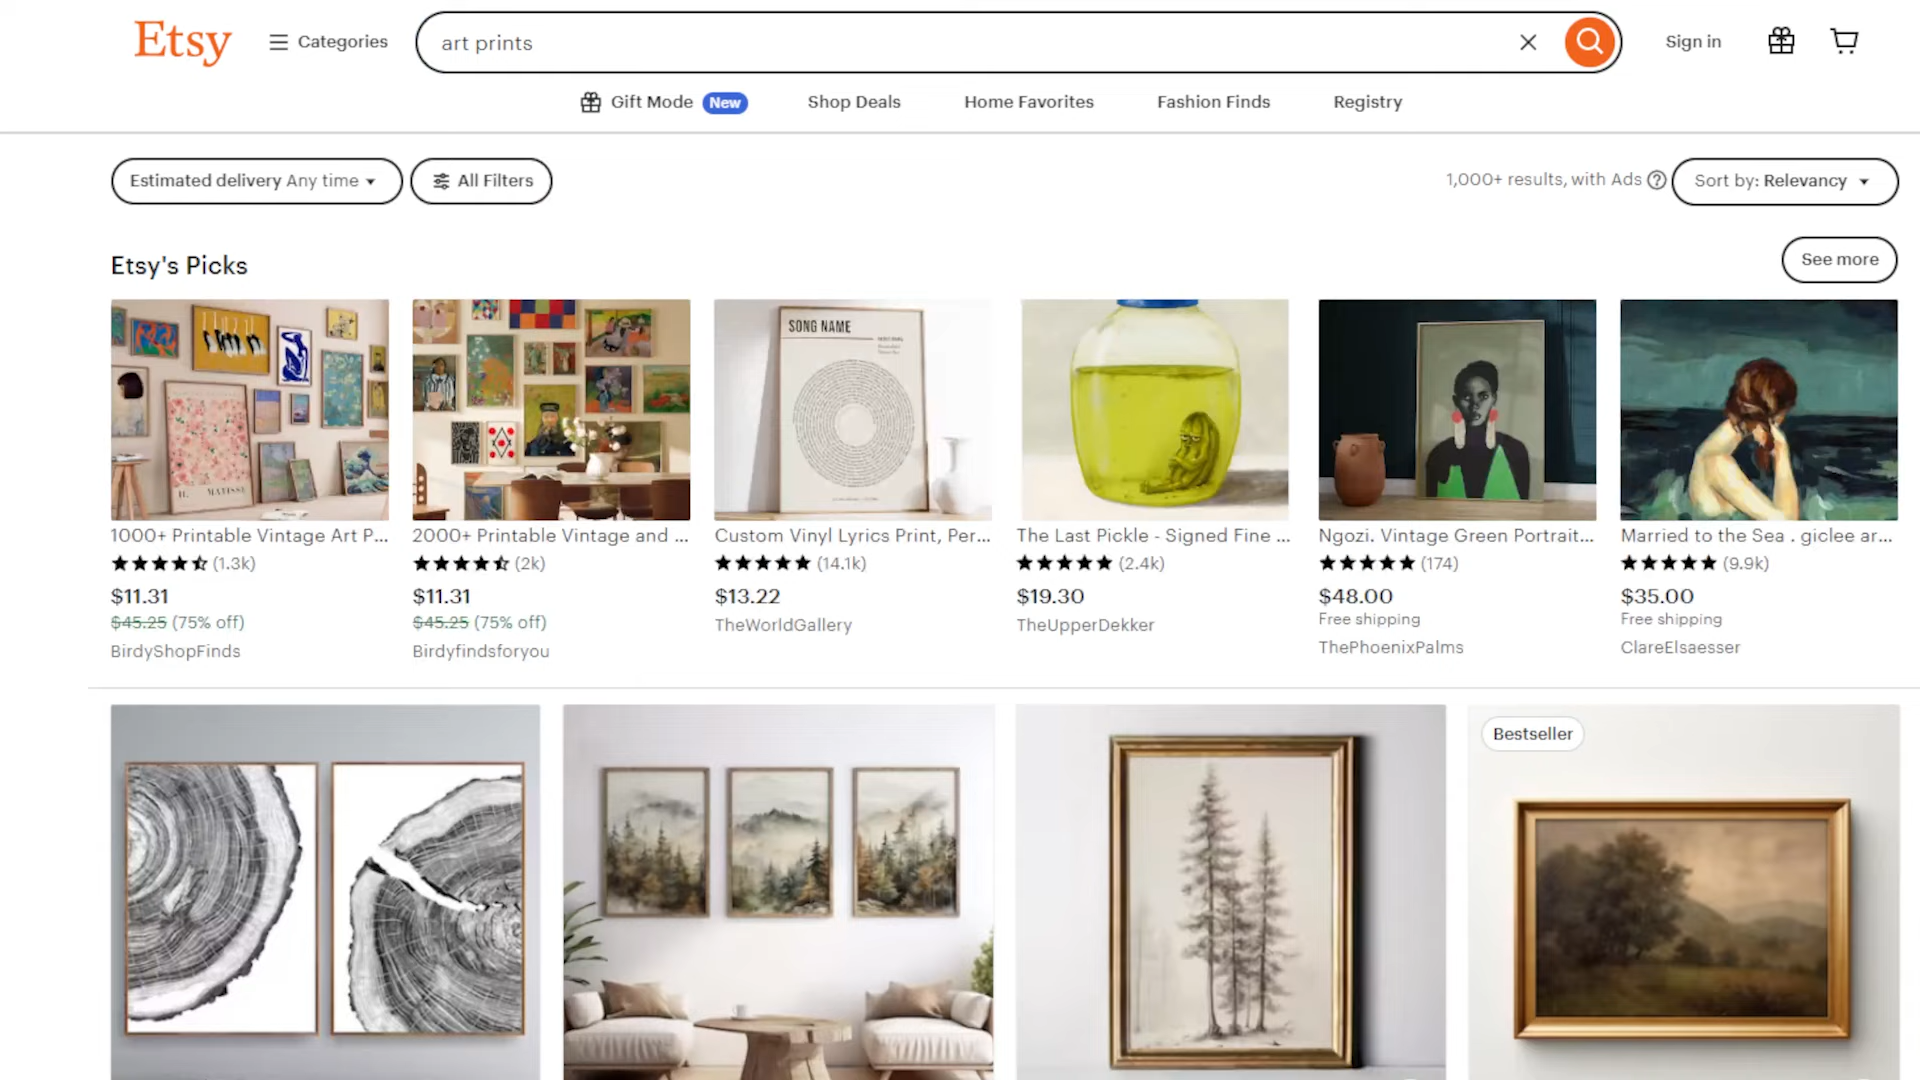 Etsy
Categories
art prints
Sign in
Gift Mode New
Shop Deals
Home Favorites
Fashion Finds
Registry
Estimated delivery Any time
All Filters
1,000+ results, with Ads ?
Sort by: Relevancy
Etsy's Picks
See more
SONG NAME
H. MATISSE
1000+ Printable Vintage Art P...
(1.3k)
$11.31
$45.25 (75% off)
BirdyShopFinds
2000+ Printable Vintage and ...
(2k)
$11.31
$45.25 (75% off)
Birdyfindsforyou
Custom Vinyl Lyrics Print, Per...
(14.1k)
$13.22
TheWorldGallery
The Last Pickle - Signed Fine ...
(2.4k)
$19.30
TheUpperDekker
Ngozi. Vintage Green Portrait...
(174)
$48.00
Free shipping
ThePhoenixPalms
Married to the Sea . giclee ar...
(9.9k)
$35.00
Free shipping
ClareElsaesser
Bestseller